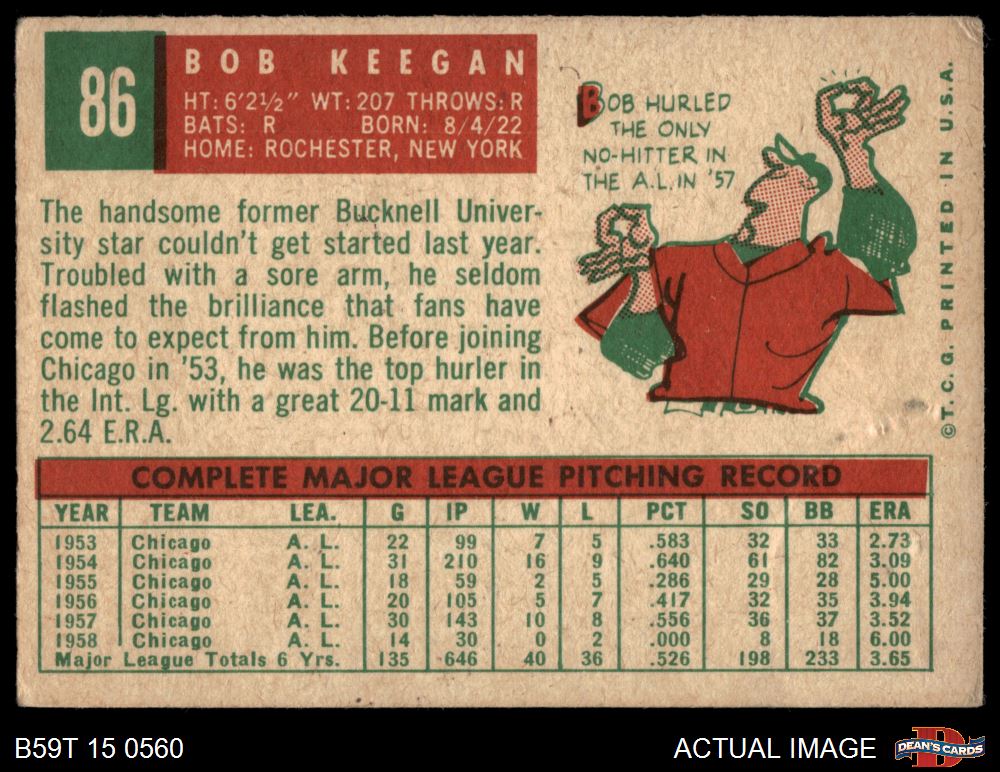 86
BOB KEEGAN
HT: 6'2½" WT: 207 THROWS: R
BATS: R BORN: 8/4/22
HOME: ROCHESTER, NEW YORK
BOB HURLED
THE ONLY
NO-HITTER IN
THE A.L. IN '57
The handsome former Bucknell Univer-
sity star couldn't get started last year.
Troubled with a sore arm, he seldom
flashed the brilliance that fans have
come to expect from him. Before joining
Chicago in '53, he was the top hurler in
the Int. Lg. with a great 20-11 mark and
2.64 E.R.A.
©T.C.G. PRINTED IN U.S.A.
COMPLETE MAJOR LEAGUE PITCHING RECORD
YEAR TEAM LEA. G IP W L PCT SO BB ERA
1953 Chicago A. L. 22 99 7 5 .583 32 33 2.73
1954 Chicago A. L. 31 210 16 9 .640 61 82 3.09
1955 Chicago A. L. 18 59 2 5 .286 29 28 5.00
1956 Chicago A. L. 20 105 5 7 .417 32 35 3.94
1957 Chicago A. L. 30 143 10 8 .556 36 37 3.52
1958 Chicago A. L. 14 30 0 2 .000 8 18 6.00
Major League Totals 6 Yrs. 135 646 40 36 .526 198 233 3.65
B59T 15 0560
ACTUAL IMAGE
DEAN'S CARDS